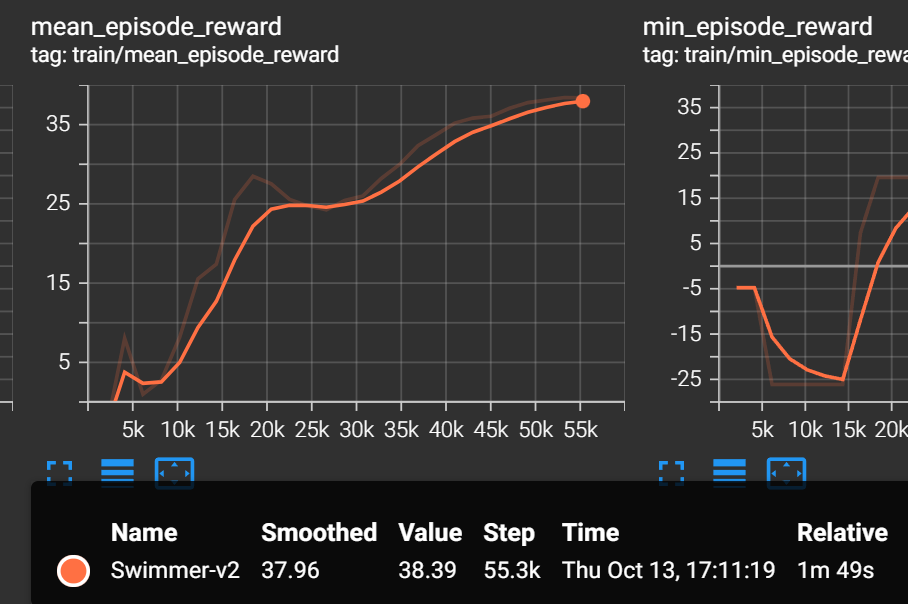 mean_episode_reward
tag: train/mean_episode_reward
35
25
15
5
5k 10k 15k 20k 25k 30k 35k 40k 45k 50k 55k
min_episode_reward
tag: train/min_episode_rewa
35
25
15
5
-5
-15
-25
5k 10k 15k 20k
Name Smoothed Value Step Time Relative
Swimmer-v2 37.96 38.39 55.3k Thu Oct 13, 17:11:19 1m 49s